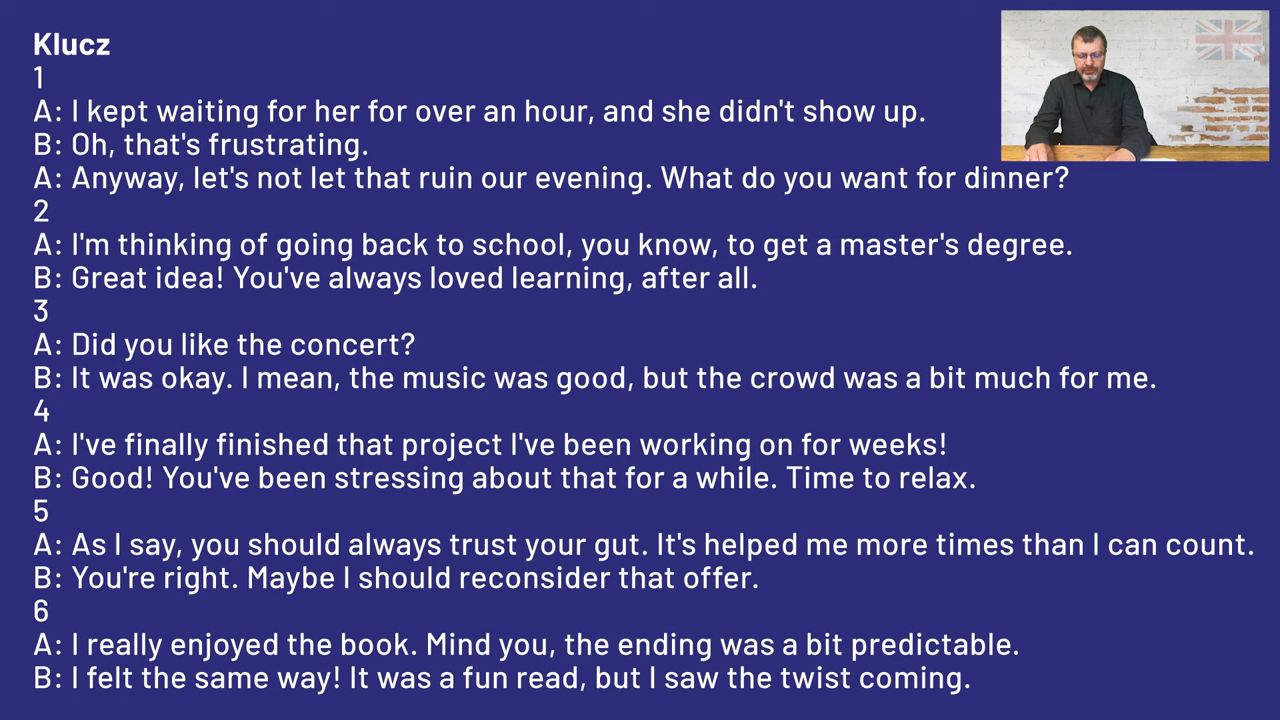 Klucz
1
A: I kept waiting for her for over an hour, and she didn't show up.
B: Oh, that's frustrating.
A: Anyway, let's not let that ruin our evening. What do you want for dinner?
2
A: I'm thinking of going back to school, you know, to get a master's degree.
B: Great idea! You've always loved learning, after all.
3
A: Did you like the concert?
B: It was okay. I mean, the music was good, but the crowd was a bit much for me.
4
A: I've finally finished that project I've been working on for weeks!
B: Good! You've been stressing about that for a while. Time to relax.
5
A: As I say, you should always trust your gut. It's helped me more times than I can count.
B: You're right. Maybe I should reconsider that offer.
6
A: I really enjoyed the book. Mind you, the ending was a bit predictable.
B: I felt the same way! It was a fun read, but I saw the twist coming.